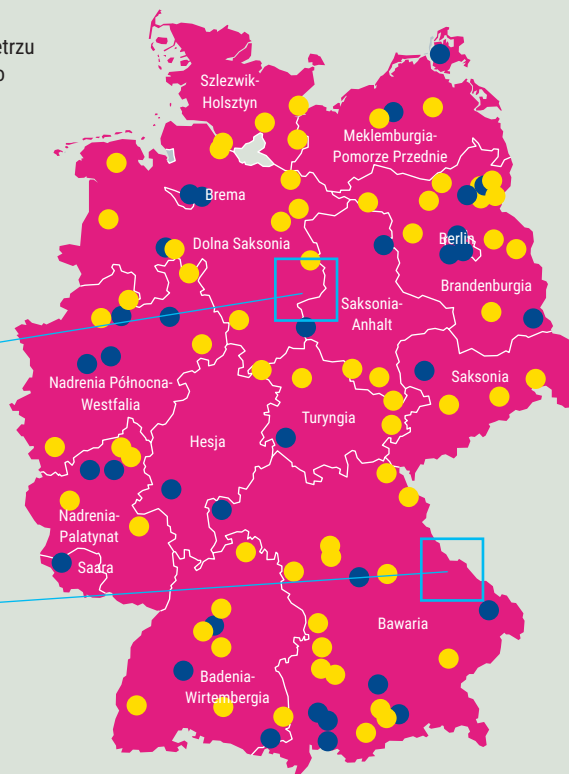 Szlezwik-
Holsztyn
Meklemburgia-
Pomorze Przednie
Brema
Dolna Saksonia
Berlin
Brandenburgia
Saksonia-
Anhalt
Nadrenia Północna-
Westfalia
Saksonia
Turyngia
Hesja
Nadrenia-
Palatynat
Saara
Bawaria
Badenia-
Wirtembergia